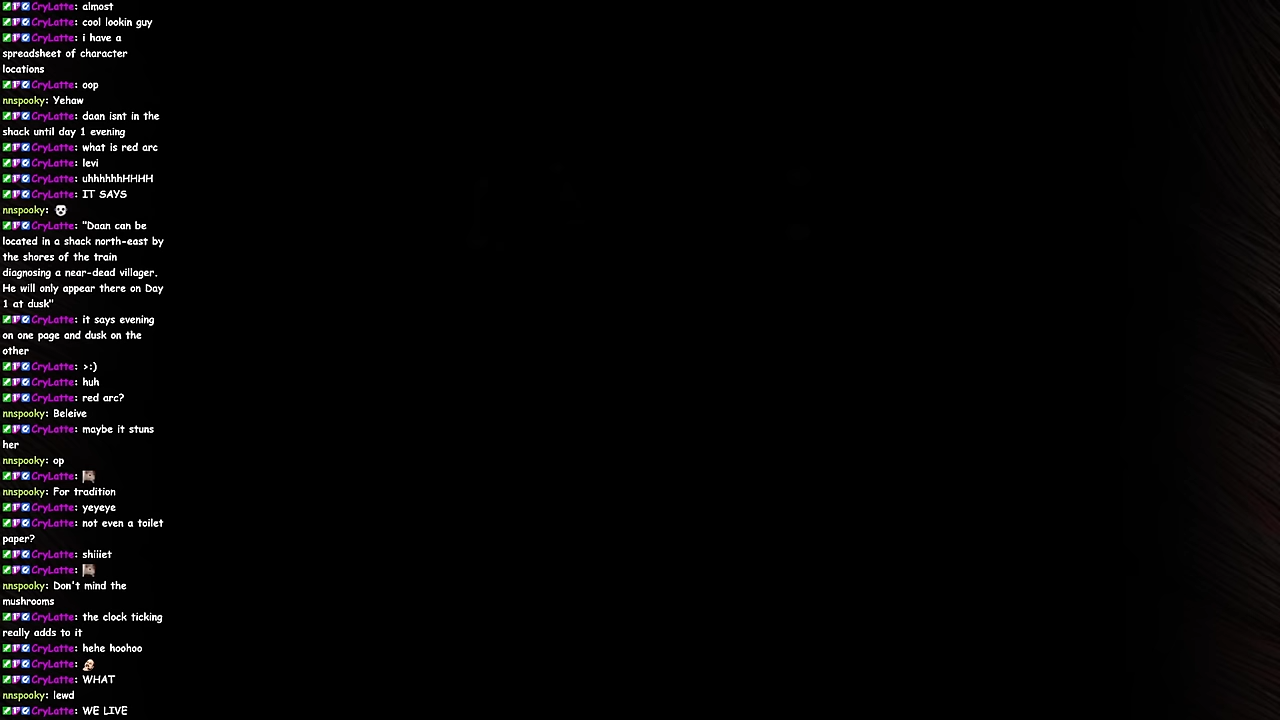 CryLatte: almost
CryLatte: cool lookin guy
CryLatte: i have a
spreadsheet of character
locations
CryLatte: oop
nnspooky: Yehaw
CryLatte: daan isnt in the
shack until day 1 evening
CryLatte: what is red arc
CryLatte: levi
CryLatte: uhhhhhhHHHH
CryLatte: IT SAYS
nnspooky:
CryLatte: "Daan can be
located in a shack north-east by
the shores of the train
diagnosing a near-dead villager.
He will only appear there on Day
1 at dusk"
CryLatte: it says evening
on one page and dusk on the
other
CryLatte: >:)
CryLatte: huh
CryLatte: red arc?
nnspooky: Beleive
CryLatte: maybe it stuns
her
nnspooky: op
CryLatte:
nnspooky: For tradition
CryLatte: yeyeye
CryLatte: not even a toilet
paper?
CryLatte: shiiiet
CryLatte:
nnspooky: Don't mind the
mushrooms
CryLatte: the clock ticking
really adds to it
CryLatte: hehe hoohoo
CryLatte:
CryLatte: WHAT
nnspooky: lewd
CryLatte: WE LIVE